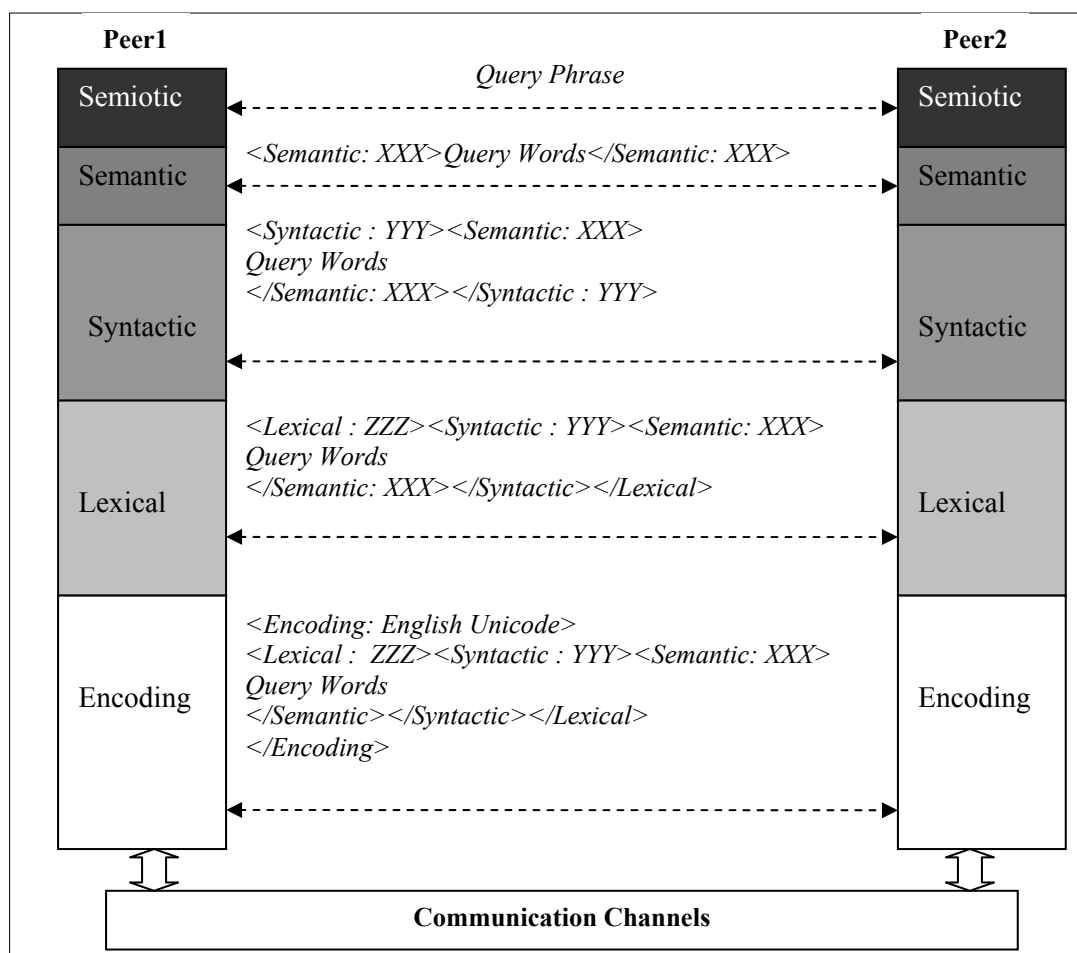 Peer1
Peer2
Semiotic
Query Phrase
Semiotic
<Semantic: XXX>Query Words</Semantic: XXX>
Semantic
Semantic
<Syntactic : YYY><Semantic: XXX>
Query Words
</Semantic: XXX></Syntactic : YYY>
Syntactic
Syntactic
<Lexical : ZZZ><Syntactic : YYY><Semantic: XXX>
Query Words
</Semantic: XXX></Syntactic></Lexical>
Lexical
Lexical
<Encoding: English Unicode>
<Lexical :  ZZZ><Syntactic : YYY><Semantic: XXX>
Query Words
</Semantic></Syntactic></Lexical>
</Encoding>
Encoding
Encoding
Communication Channels